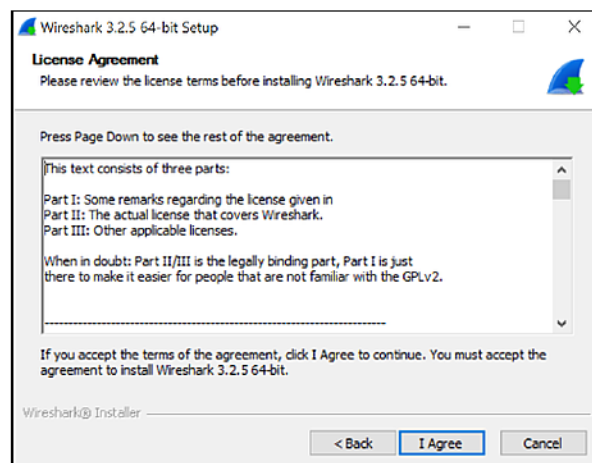 Wireshark 3.2.5 64-bit Setup
License Agreement
Please review the license terms before installing Wireshark 3.2.5 64-bit.
Press Page Down to see the rest of the agreement.
This text consists of three parts:
Part I: Some remarks regarding the license given in
Part II: The actual license that covers Wireshark.
Part III: Other applicable licenses.
When in doubt: Part II/III is the legally binding part, Part I is just
there to make it easier for people that are not familiar with the GPLv2.
-----------------------------------------------------------------------
If you accept the terms of the agreement, click I Agree to continue. You must accept the
agreement to install Wireshark 3.2.5 64-bit.
Wireshark® Installer
< Back
I Agree
Cancel